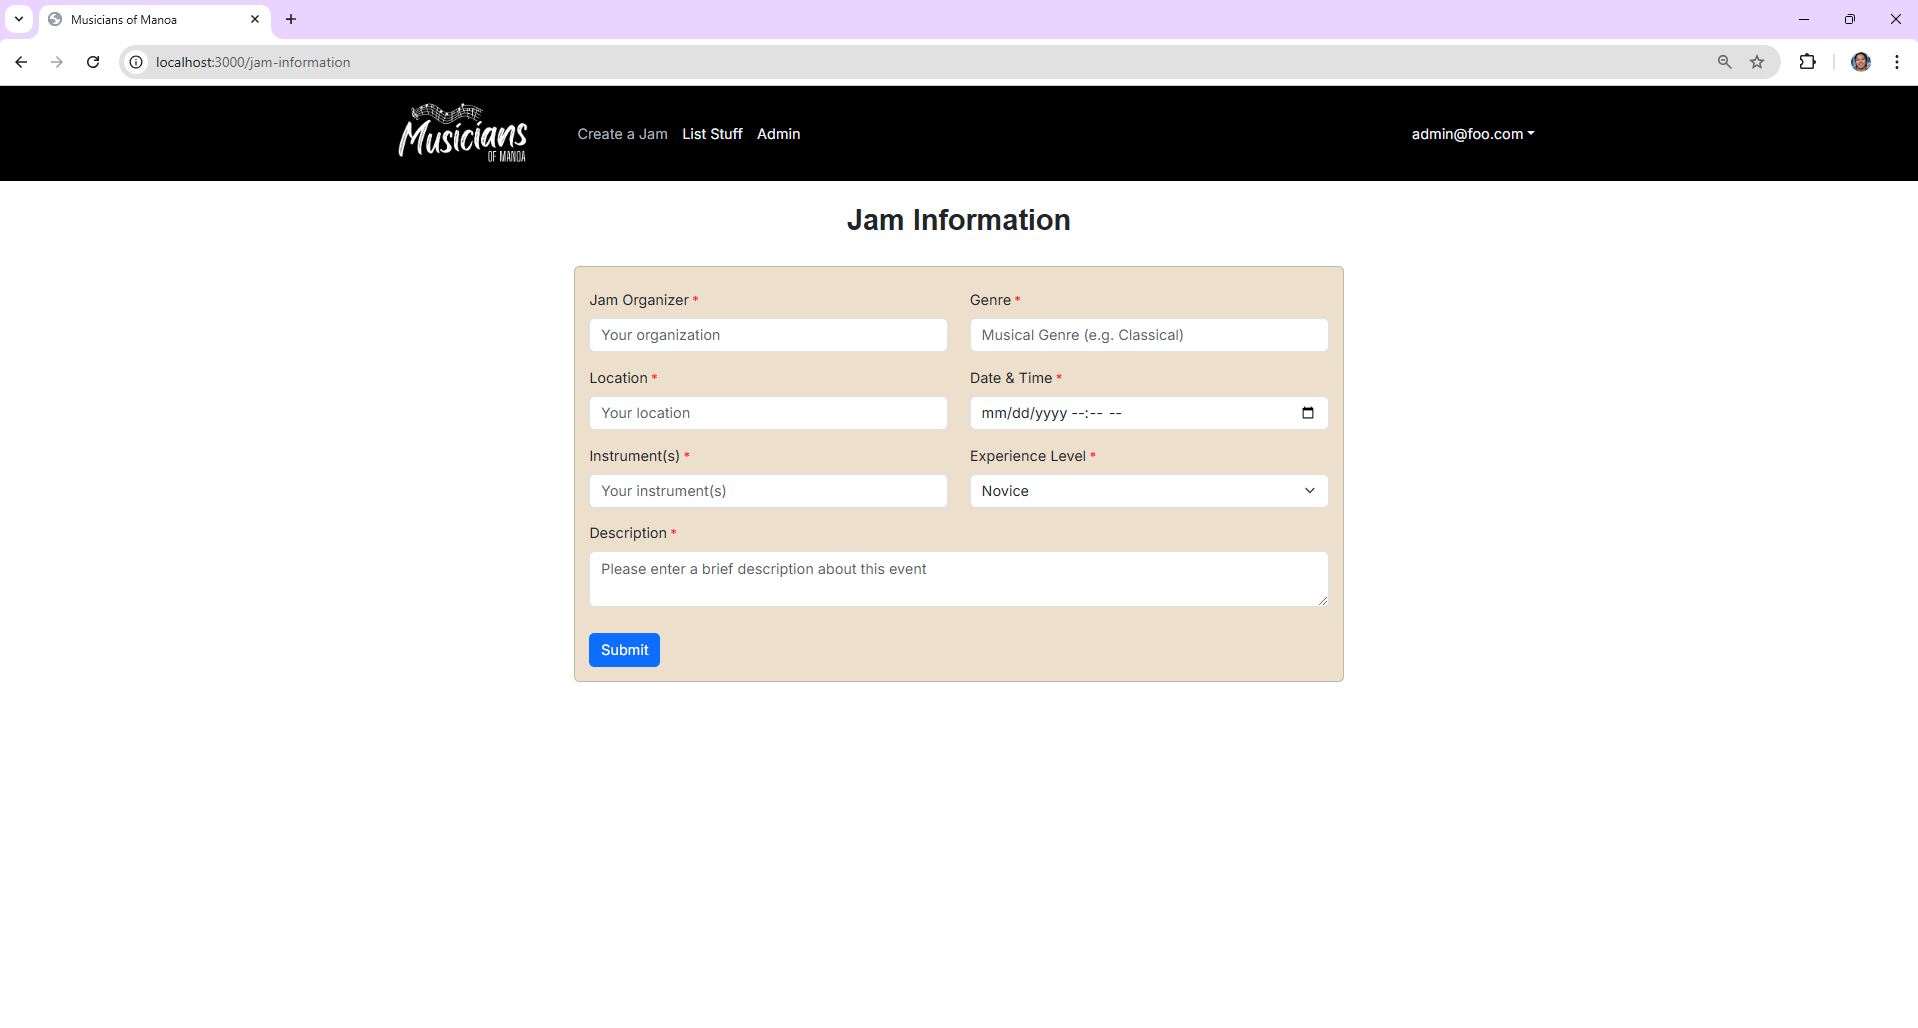 Musicians of Manoa
localhost:3000/jam-information
Musicians
OF MANOA
Create a Jam List Stuff Admin
admin@foo.com
Jam Information
Jam Organizer * Genre *
Your organization Musical Genre (e.g. Classical)
Location * Date & Time *
Your location mm/dd/yyyy --:-- --
Instrument(s) * Experience Level *
Your instrument(s) Novice
Description *
Please enter a brief description about this event
Submit